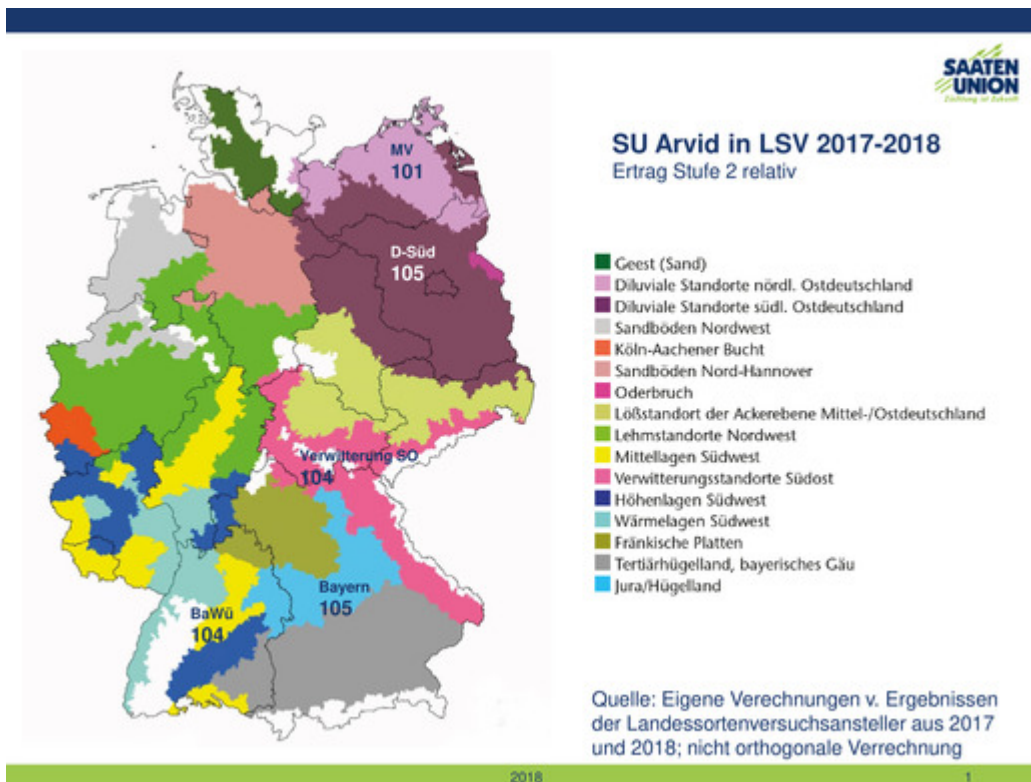 SAATEN
UNION
Züchtung ist Zukunft
SU Arvid in LSV 2017-2018
Ertrag Stufe 2 relativ
MV
101
D-Süd
105
Verwitterung SO
104
Bayern
105
BaWü
104
Geest (Sand)
Diluviale Standorte nördl. Ostdeutschland
Diluviale Standorte südl. Ostdeutschland
Sandböden Nordwest
Köln-Aachener Bucht
Sandböden Nord-Hannover
Oderbruch
Lößstandort der Ackerebene Mittel-/Ostdeutschland
Lehmstandorte Nordwest
Mittellagen Südwest
Verwitterungsstandorte Südost
Höhenlagen Südwest
Wärmelagen Südwest
Fränkische Platten
Tertiärhügelland, bayerisches Gäu
Jura/Hügelland
Quelle: Eigene Verechnungen v. Ergebnissen
der Landessortenversuchsansteller aus 2017
und 2018; nicht orthogonale Verrechnung
2018
1